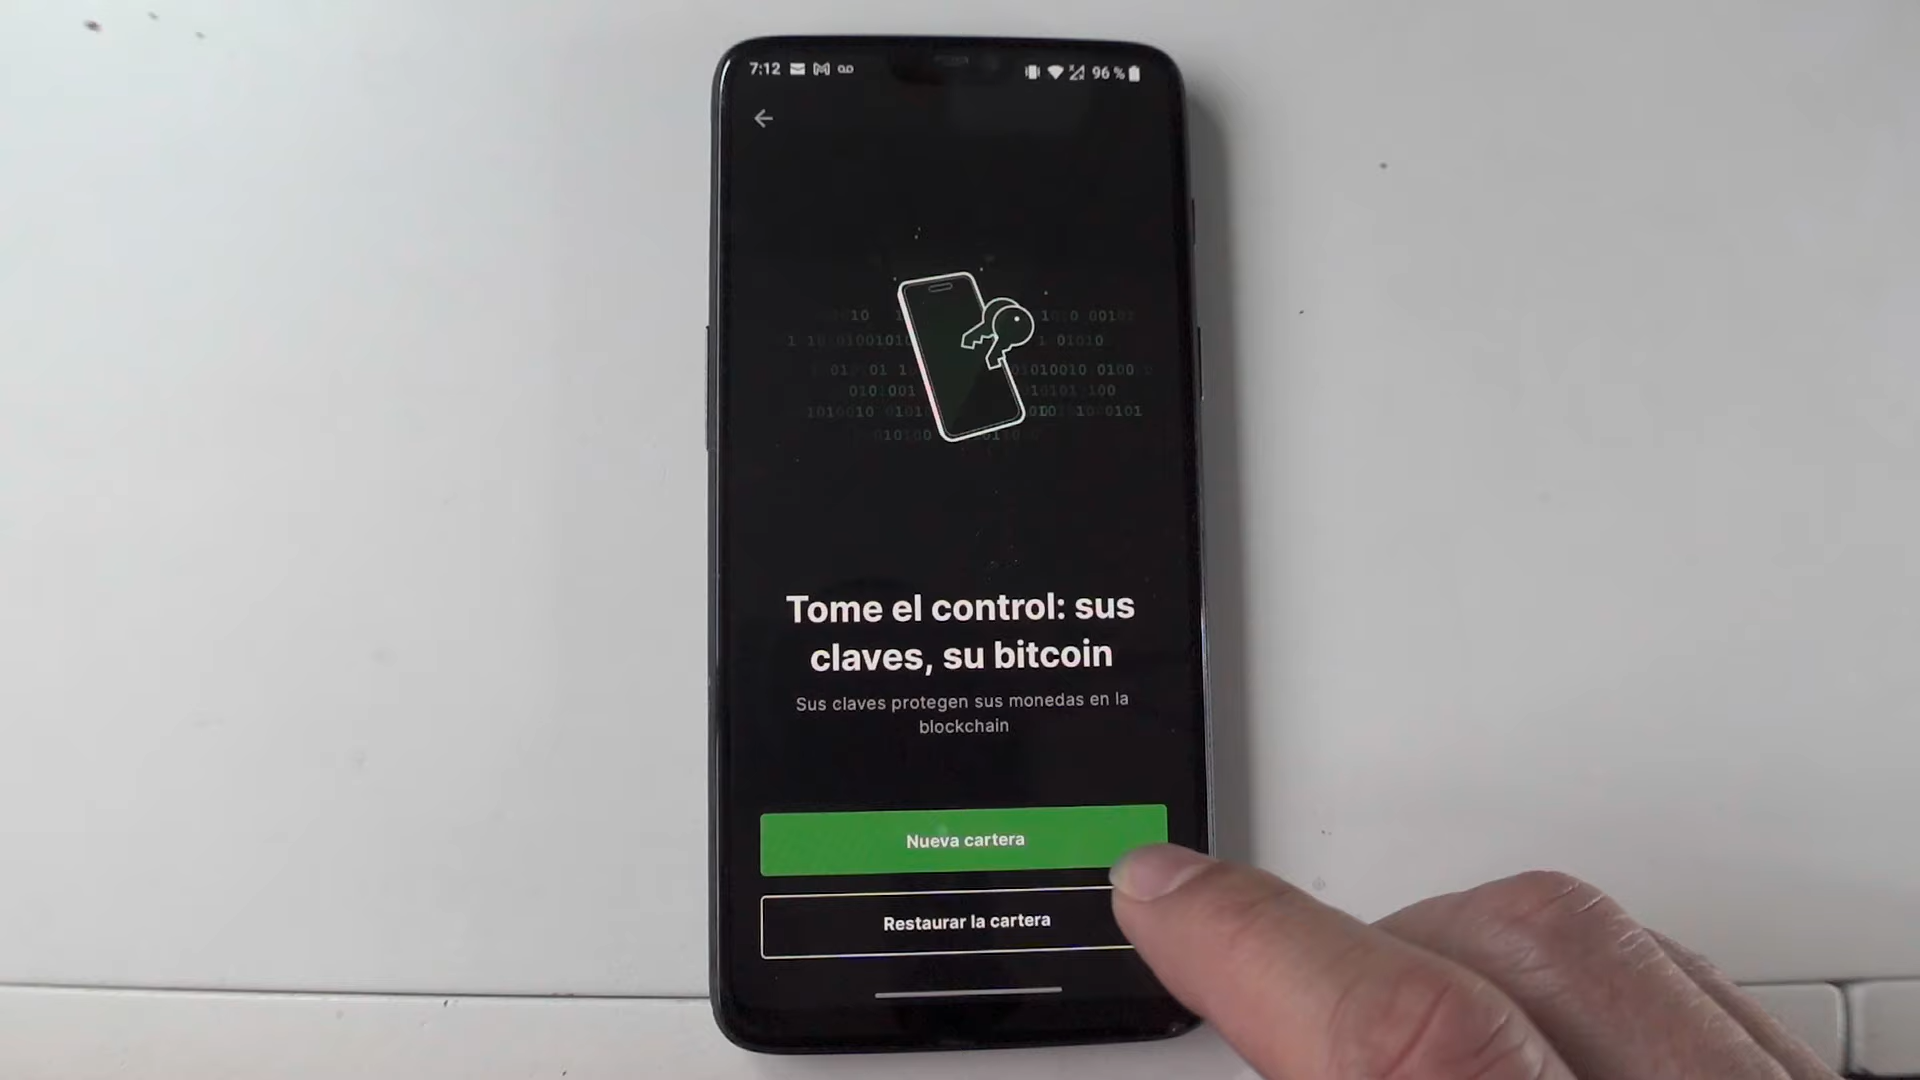 7:12
96 %
Tome el control: sus
claves, su bitcoin
Sus claves protegen sus monedas en la
blockchain
Nueva cartera
Restaurar la cartera